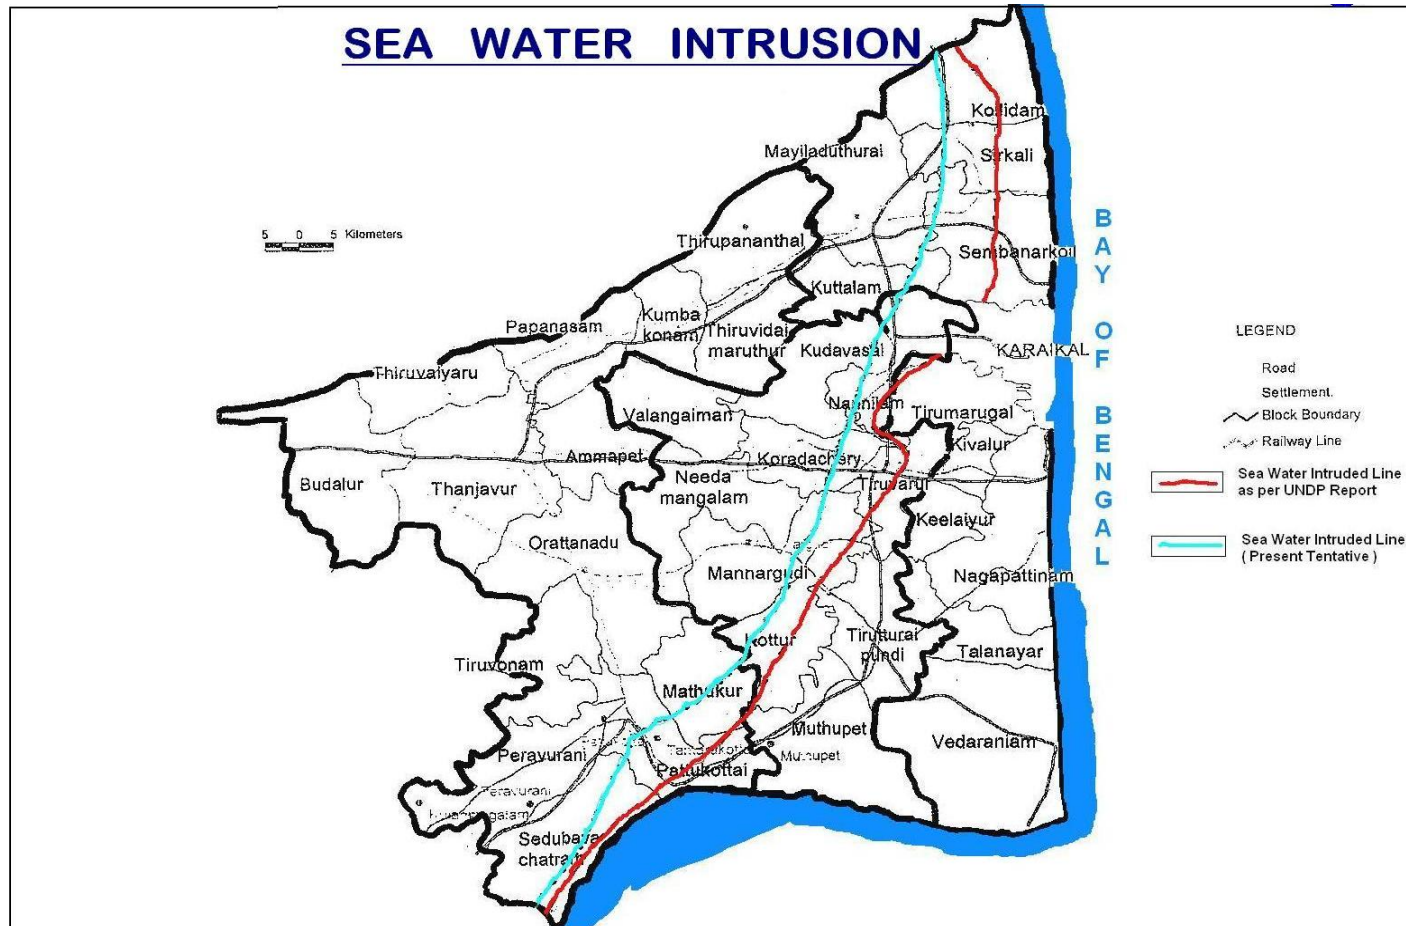 SEA WATER INTRUSION
Kollidam
Mayiladuthurai
Sirkali
5 0 5 Kilometers
Thirupananthal
Sembanarkoil
Kuttalam
Kumba
konam
Papanasam
Thiruvidai
maruthur
Kudavasal
KARAIKAL
Thiruvaiyaru
Valangaiman
Nannilam
Tirumarugal
Kivalur
Ammapet
Koradachery
Needa
mangalam
Budalur
Thanjavur
Tiruvarur
Keelaiyur
Orattanadu
Mannargudi
Nagapattinam
Kottur
Tirutturai
pundi
Talanayar
Tiruvonam
Mathukur
Muthupet
Vedaraniam
Peravurani
Muthupet
Pattukottai
Peravurani
Sedubava
chatram
BAY OF BENGAL
LEGEND
Road
Settlement.
Block Boundary
Railway Line
Sea Water Intruded Line
as per UNDP Report
Sea Water Intruded Line
( Present Tentative )